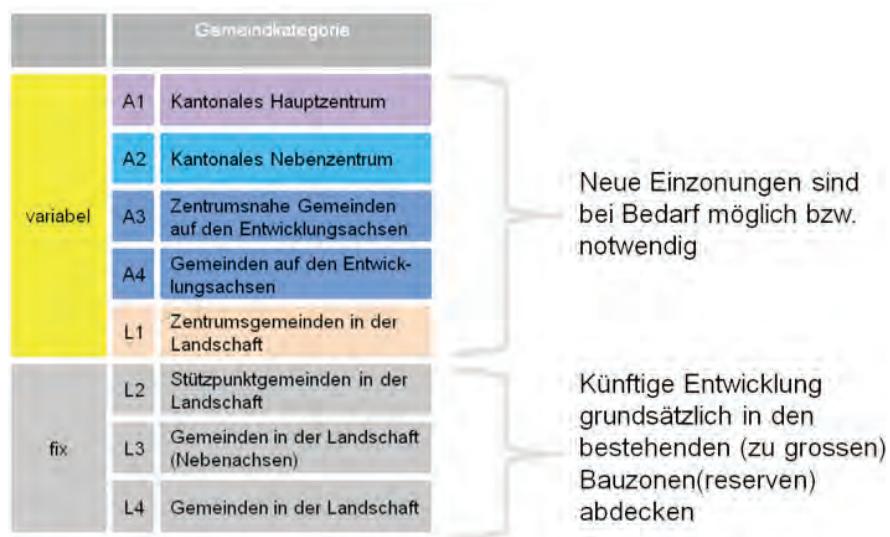 Gemeindkategorie
variabel
A1
Kantonales Hauptzentrum
A2
Kantonales Nebenzentrum
A3
Zentrumsnahe Gemeinden
auf den Entwicklungsachsen
A4
Gemeinden auf den Entwick-
lungsachsen
L1
Zentrumsgemeinden in der
Landschaft
Neue Einzonungen sind
bei Bedarf möglich bzw.
notwendig
fix
L2
Stützpunktgemeinden in der
Landschaft
L3
Gemeinden in der Landschaft
(Nebenachsen)
L4
Gemeinden in der Landschaft
Künftige Entwicklung
grundsätzlich in den
bestehenden (zu grossen)
Bauzonen(reserven)
abdecken